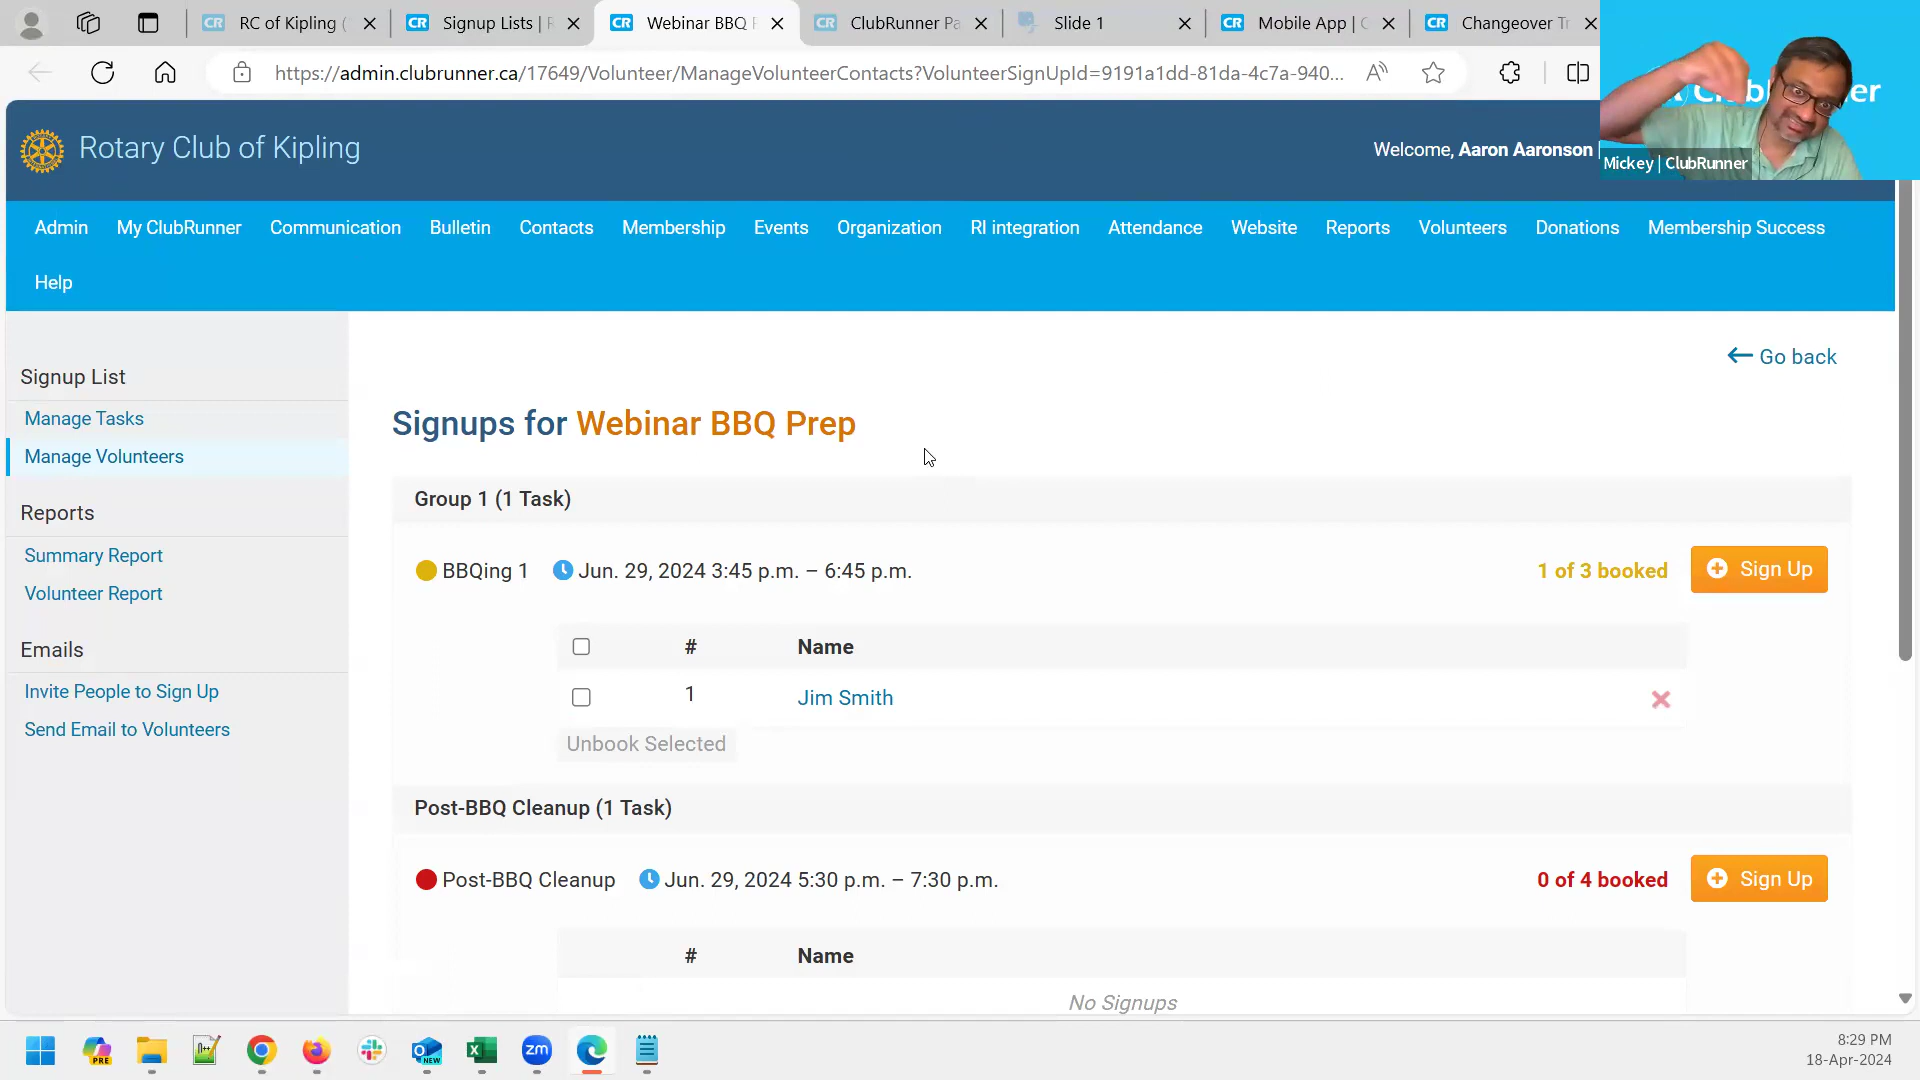 RC of Kipling (
Signup Lists | R
Webinar BBQ P
ClubRunner Pa
Slide 1
Mobile App | C
Changeover Tr
https://admin.clubrunner.ca/17649/Volunteer/ManageVolunteerContacts?VolunteerSignUpId=9191a1dd-81da-4c7a-940...
Rotary Club of Kipling
Welcome, Aaron Aaronson
Mickey | ClubRunner
Admin My ClubRunner Communication Bulletin Contacts Membership Events Organization RI integration Attendance Website Reports Volunteers Donations Membership Success
Help
Signup List
Manage Tasks
Manage Volunteers
Reports
Summary Report
Volunteer Report
Emails
Invite People to Sign Up
Send Email to Volunteers
Go back
Signups for Webinar BBQ Prep
Group 1 (1 Task)
BBQing 1 Jun. 29, 2024 3:45 p.m. – 6:45 p.m. 1 of 3 booked Sign Up
# Name
1 Jim Smith
Unbook Selected
Post-BBQ Cleanup (1 Task)
Post-BBQ Cleanup Jun. 29, 2024 5:30 p.m. – 7:30 p.m. 0 of 4 booked Sign Up
# Name
No Signups
8:29 PM
18-Apr-2024